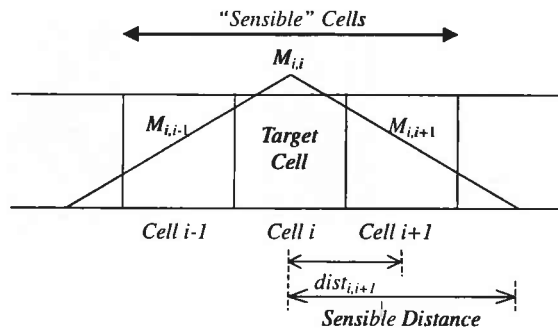 “Sensible” Cells
M_{i,i}
M_{i,i-1}
M_{i,i+1}
Target
Cell
Cell i-1 Cell i Cell i+1
dist_{i,i+1}
Sensible Distance